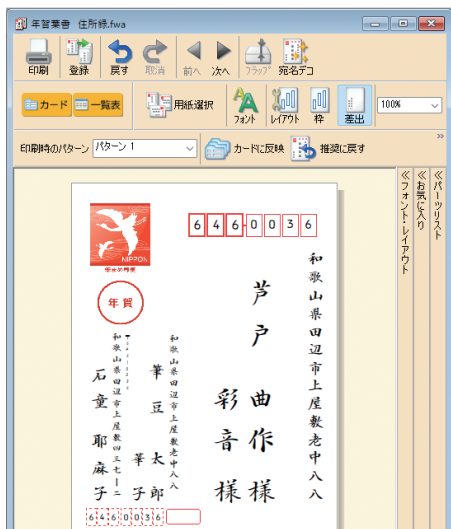 年賀葉書 住所録.fwa
印刷 登録 戻す 取消 前へ 次へ フラップ 宛名デコ
カード 一覧表 用紙選択 フォント レイアウト 枠 差出 100%
印刷時のパターン パターン 1 カードに反映 推奨に戻す
≪パーツリスト
≪お気に入り
≪フォント・レイアウト
NIPPON
年賀
6460036
和歌山県田辺市上屋敷老中八八
芦戸 曲作様
彩音様
和歌山県田辺市上屋敷老中八八
筆豆 太郎
華子
和歌山県田辺市上屋敷四三七ー二
石童 耶麻子
6460036